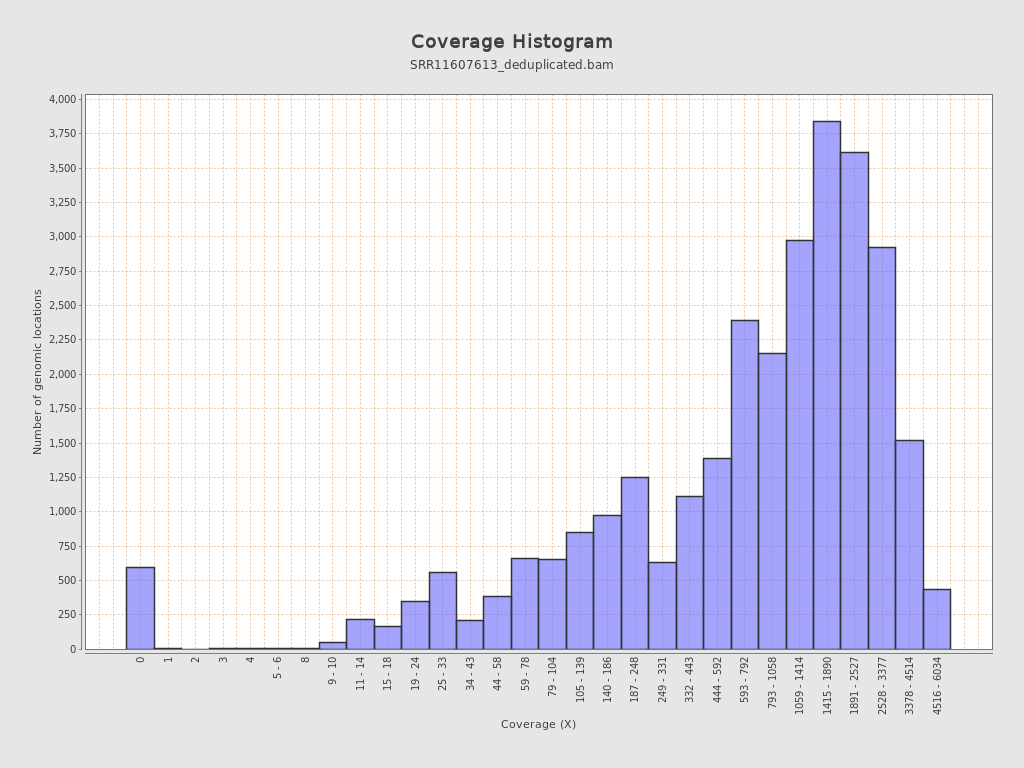 Coverage Histogram
SRR11607613_deduplicated.bam
4,000
3,750
3,500
3,250
3,000
2,750
2,500
2,250
2,000
1,750
1,500
1,250
1,000
750
500
250
0
Number of genomic locations
0
1
2
3
4
5 - 6
8
9 - 10
11 - 14
15 - 18
19 - 24
25 - 33
34 - 43
44 - 58
59 - 78
79 - 104
105 - 139
140 - 186
187 - 248
249 - 331
332 - 443
444 - 592
593 - 792
793 - 1058
1059 - 1414
1415 - 1890
1891 - 2527
2528 - 3377
3378 - 4514
4516 - 6034
Coverage (X)